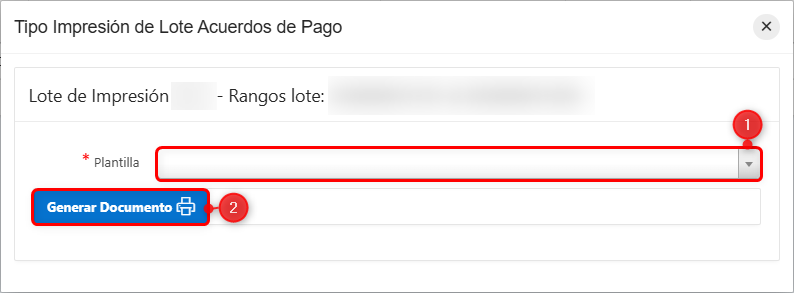 Tipo Impresión de Lote Acuerdos de Pago
Lote de Impresión - Rangos lote:
1
* Plantilla
Generar Documento
2